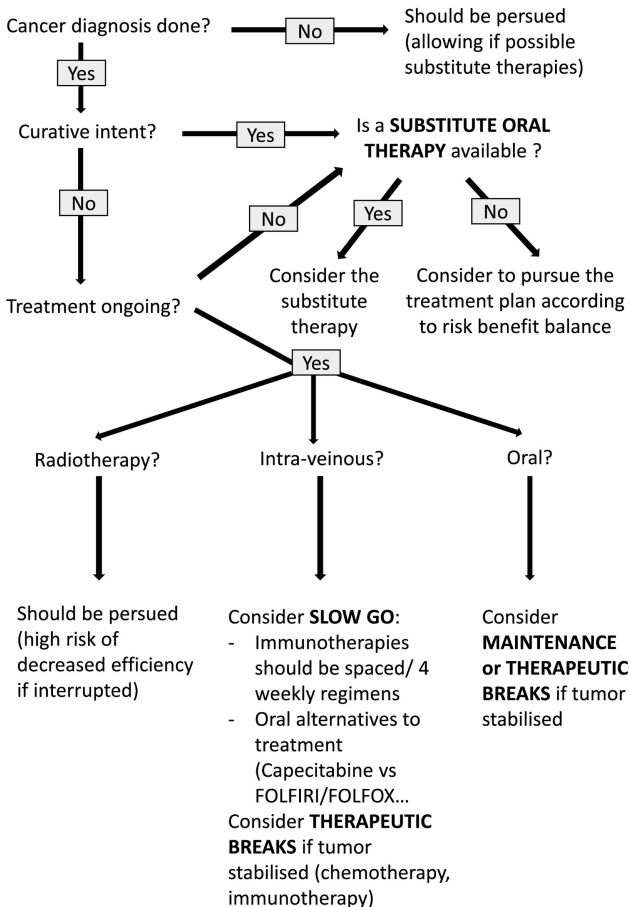 Cancer diagnosis done?
No
Should be persued
(allowing if possible
substitute therapies)
Yes
Curative intent?
Yes
Is a SUBSTITUTE ORAL
THERAPY available ?
No
No
Yes
No
Treatment ongoing?
Consider the
substitute
therapy
Consider to pursue the
treatment plan according
to risk benefit balance
Yes
Radiotherapy?
Intra-veinous?
Oral?
Should be persued
(high risk of
decreased efficiency
if interrupted)
Consider SLOW GO:
- Immunotherapies
should be spaced/ 4
weekly regimens
- Oral alternatives to
treatment
(Capecitabine vs
FOLFIRI/FOLFOX...
Consider THERAPEUTIC
BREAKS if tumor
stabilised (chemotherapy,
immunotherapy)
Consider
MAINTENANCE
or THERAPEUTIC
BREAKS if tumor
stabilised